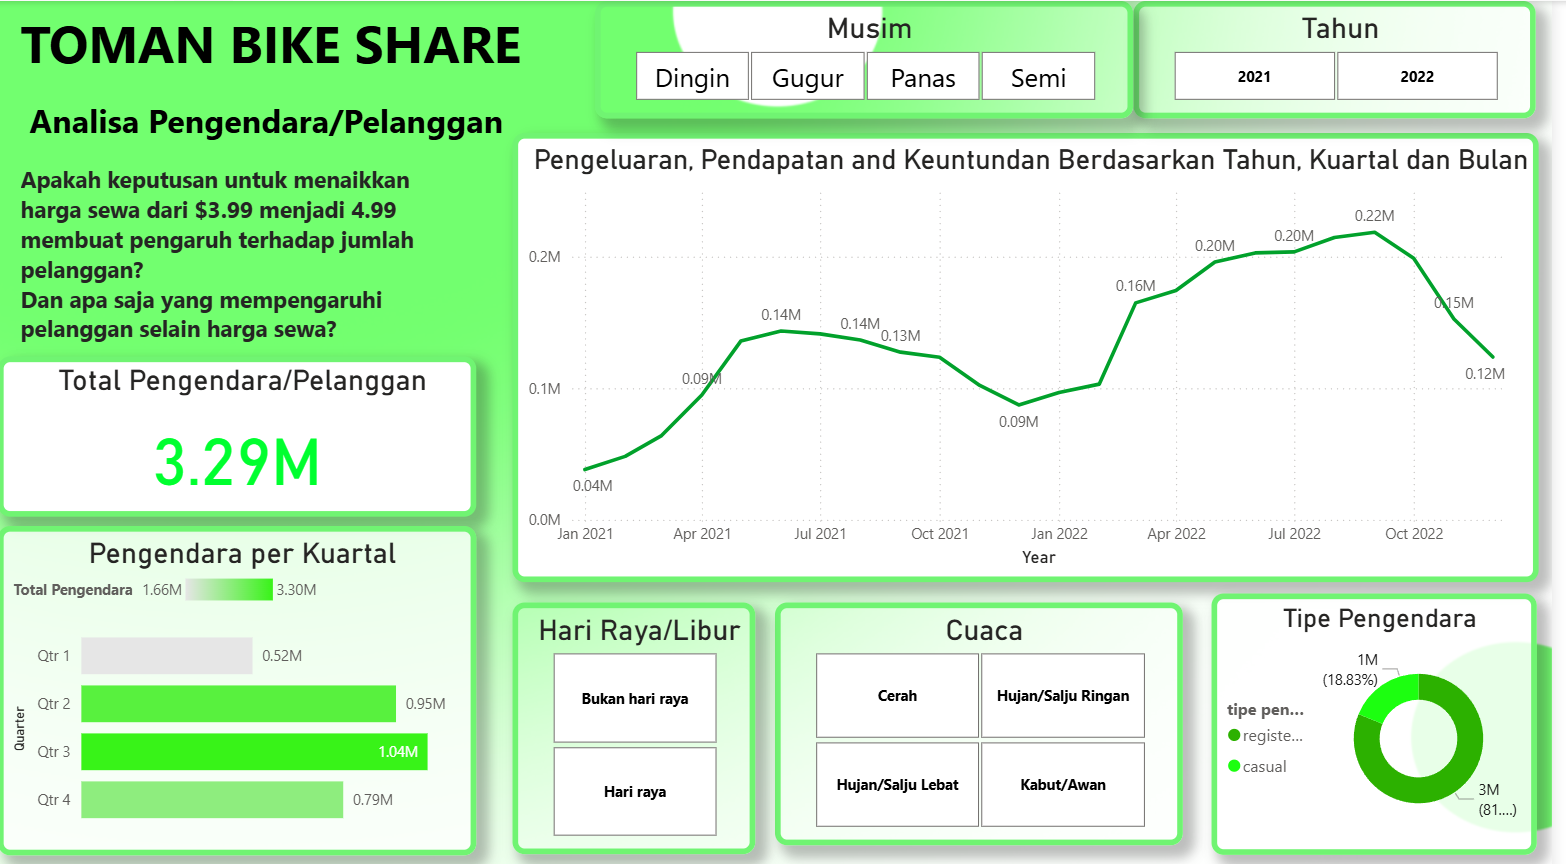 TOMAN BIKE SHARE
Analisa Pengendara/Pelanggan
Apakah keputusan untuk menaikkan
harga sewa dari $3.99 menjadi 4.99
membuat pengaruh terhadap jumlah
pelanggan?
Dan apa saja yang mempengaruhi
pelanggan selain harga sewa?
Musim
Dingin Gugur Panas Semi
Tahun
2021 2022
Pengeluaran, Pendapatan and Keuntundan Berdasarkan Tahun, Kuartal dan Bulan
0.22M
0.20M 0.20M
0.2M
0.16M
0.15M
0.14M 0.14M 0.13M
0.09M
0.12M
0.1M
0.09M
0.04M
0.0M
Jan 2021 Apr 2021 Jul 2021 Oct 2021 Jan 2022 Apr 2022 Jul 2022 Oct 2022
Year
Total Pengendara/Pelanggan
3.29M
Pengendara per Kuartal
Total Pengendara 1.66M 3.30M
Quarter
Qtr 1 0.52M
Qtr 2 0.95M
Qtr 3 1.04M
Qtr 4 0.79M
Hari Raya/Libur
Bukan hari raya
Hari raya
Cuaca
Cerah Hujan/Salju Ringan
Hujan/Salju Lebat Kabut/Awan
Tipe Pengendara
1M
(18.83%)
tipe pen...
registe...
casual
3M
(81....)